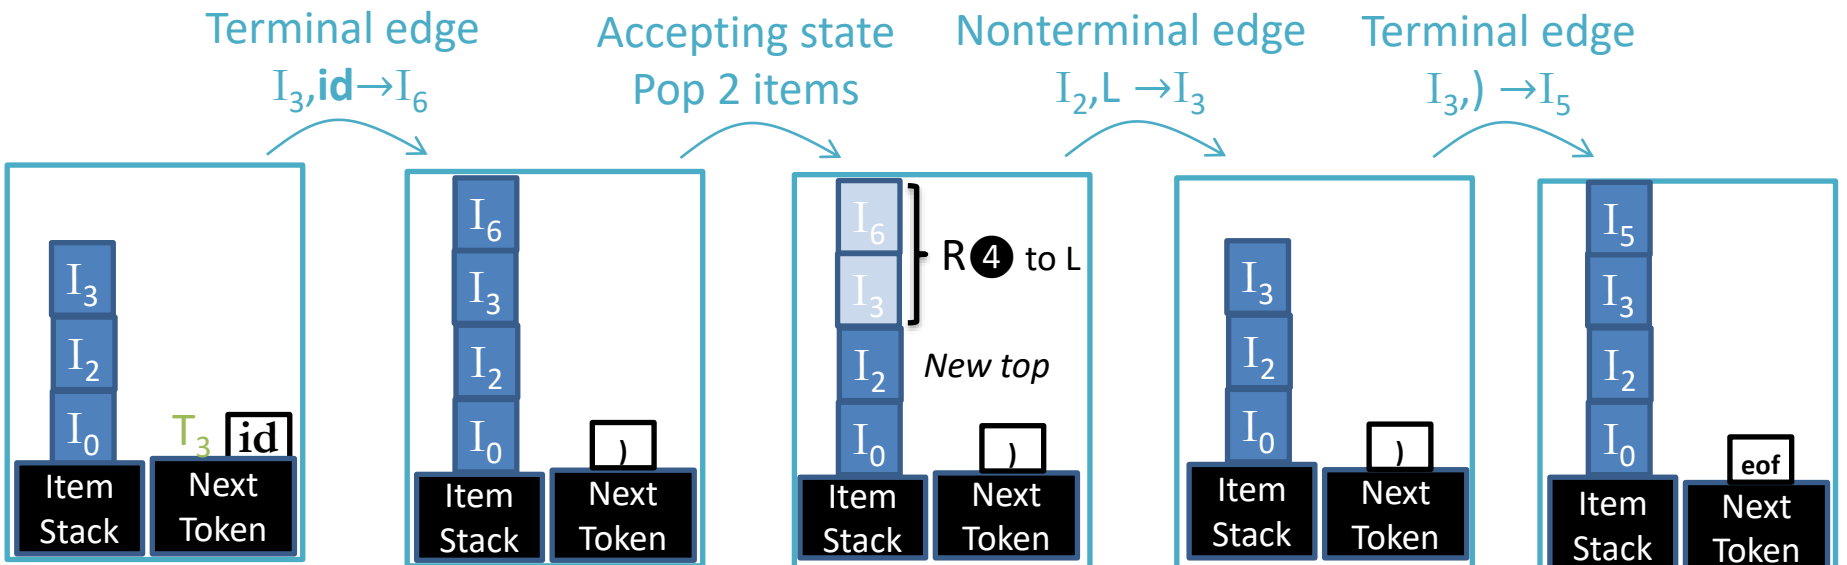 Terminal edge
I₃,id→I₆
Accepting state
Pop 2 items
Nonterminal edge
I₂,L →I₃
Terminal edge
I₃,) →I₅
I₃
I₂
I₀
T₃ id
Item Stack
Next Token
I₆
I₃
I₂
I₀
)
Item Stack
Next Token
I₆
I₃
R❹ to L
I₂
New top
I₀
)
Item Stack
Next Token
I₃
I₂
I₀
)
Item Stack
Next Token
I₅
I₃
I₂
I₀
eof
Item Stack
Next Token